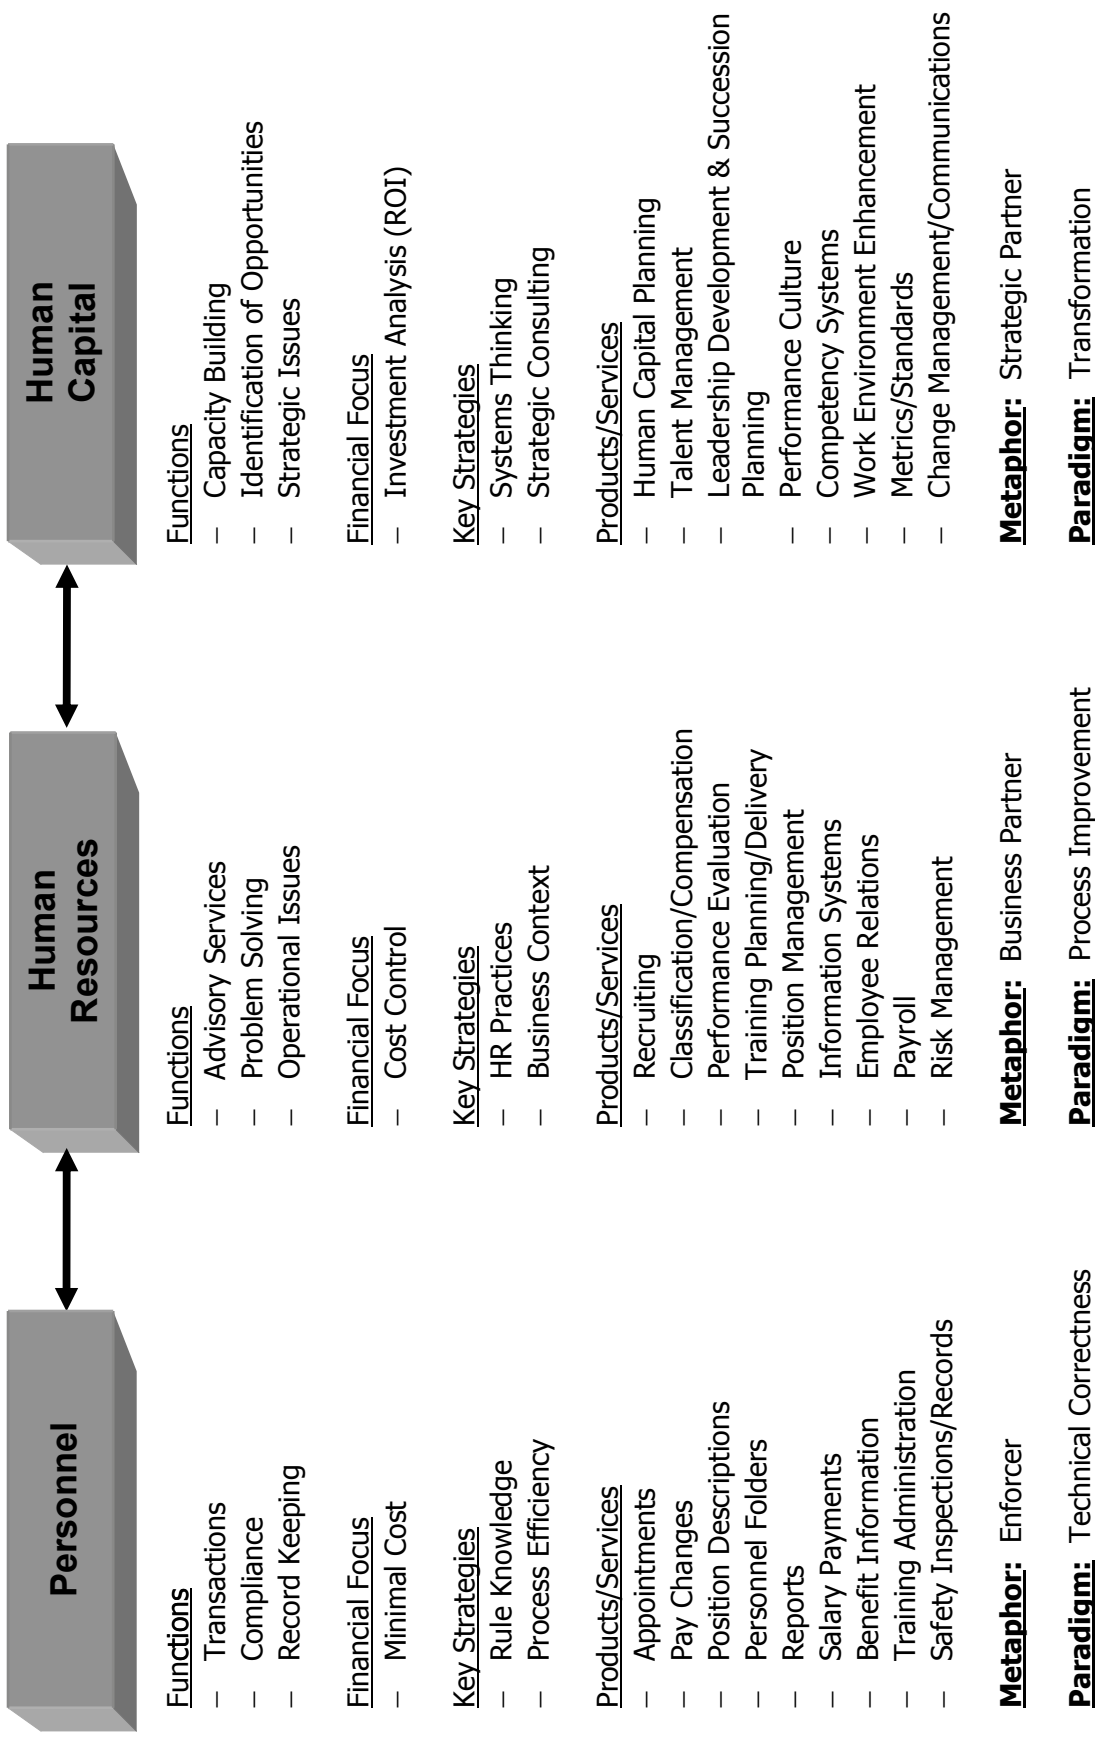 Personnel
Functions
– Transactions
– Compliance
– Record Keeping
Financial Focus
– Minimal Cost
Key Strategies
– Rule Knowledge
– Process Efficiency
Products/Services
– Appointments
– Pay Changes
– Position Descriptions
– Personnel Folders
– Reports
– Salary Payments
– Benefit Information
– Training Administration
– Safety Inspections/Records
Metaphor: Enforcer
Paradigm: Technical Correctness
Human
Resources
Functions
– Advisory Services
– Problem Solving
– Operational Issues
Financial Focus
– Cost Control
Key Strategies
– HR Practices
– Business Context
Products/Services
– Recruiting
– Classification/Compensation
– Performance Evaluation
– Training Planning/Delivery
– Position Management
– Information Systems
– Employee Relations
– Payroll
– Risk Management
Metaphor: Business Partner
Paradigm: Process Improvement
Human
Capital
Functions
– Capacity Building
– Identification of Opportunities
– Strategic Issues
Financial Focus
– Investment Analysis (ROI)
Key Strategies
– Systems Thinking
– Strategic Consulting
Products/Services
– Human Capital Planning
– Talent Management
– Leadership Development & Succession
Planning
– Performance Culture
– Competency Systems
– Work Environment Enhancement
– Metrics/Standards
– Change Management/Communications
Metaphor: Strategic Partner
Paradigm: Transformation